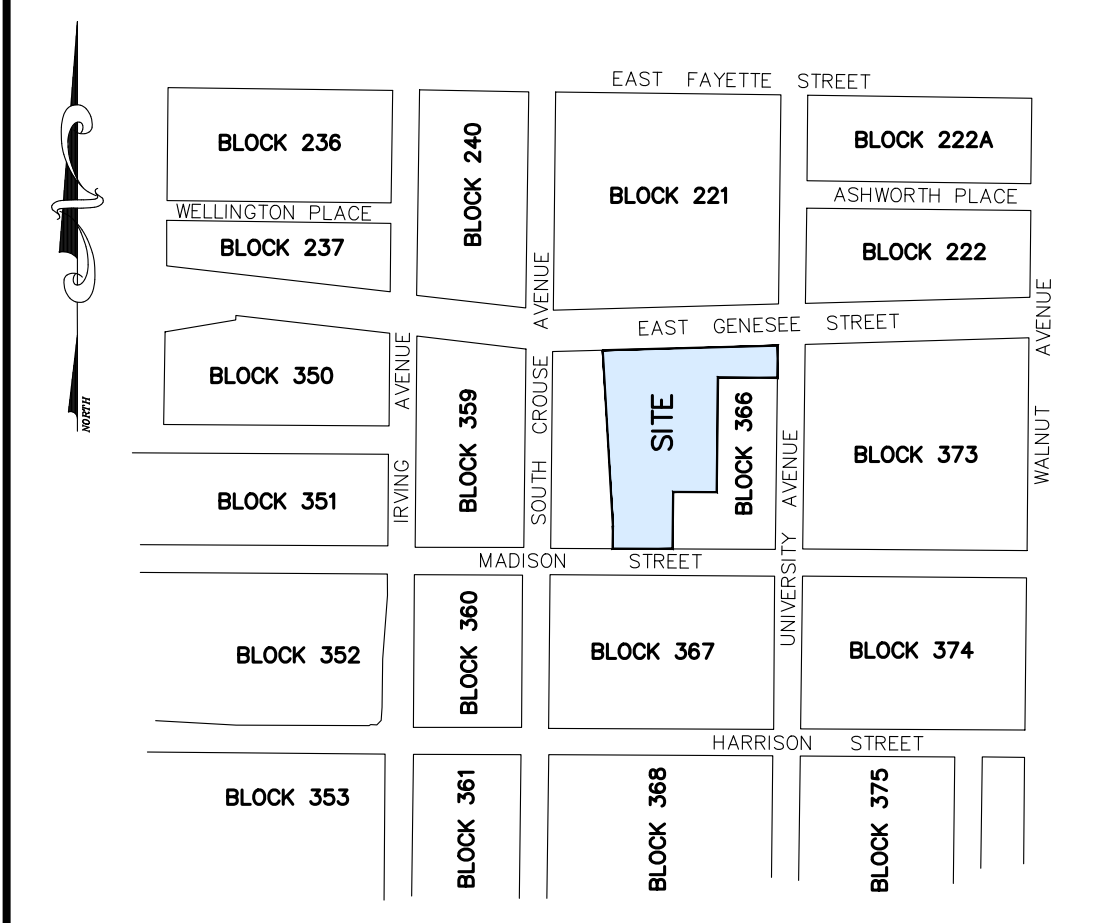 EAST FAYETTE STREET
BLOCK 236
BLOCK 240
BLOCK 221
BLOCK 222A
WELLINGTON PLACE
ASHWORTH PLACE
BLOCK 237
BLOCK 222
SOUTH CROUSE AVENUE
EAST GENESEE STREET
WALNUT AVENUE
NORTH
BLOCK 350
IRVING AVENUE
BLOCK 359
SITE
BLOCK 366
UNIVERSITY AVENUE
BLOCK 373
BLOCK 351
MADISON STREET
BLOCK 352
BLOCK 360
BLOCK 367
BLOCK 374
HARRISON STREET
BLOCK 353
BLOCK 361
BLOCK 368
BLOCK 375